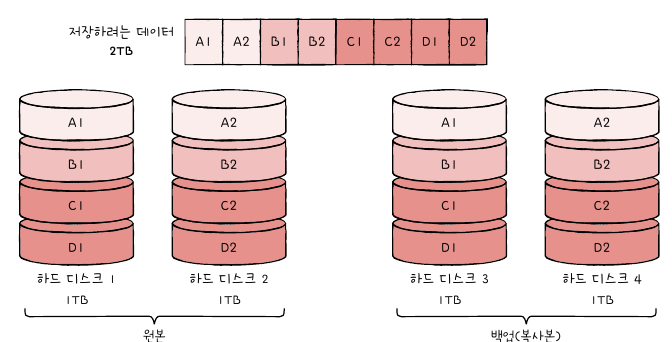 저장하려는 데이터
2TB
A1 A2 B1 B2 C1 C2 D1 D2
A1 A2 A1 A2
B1 B2 B1 B2
C1 C2 C1 C2
D1 D2 D1 D2
하드 디스크 1 하드 디스크 2 하드 디스크 3 하드 디스크 4
1TB 1TB 1TB 1TB
원본 백업(복사본)